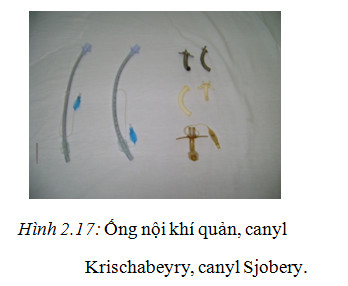 Hình 2.17: Ống nội khí quản, canyl
Krischabeyry, canyl Sjobery.